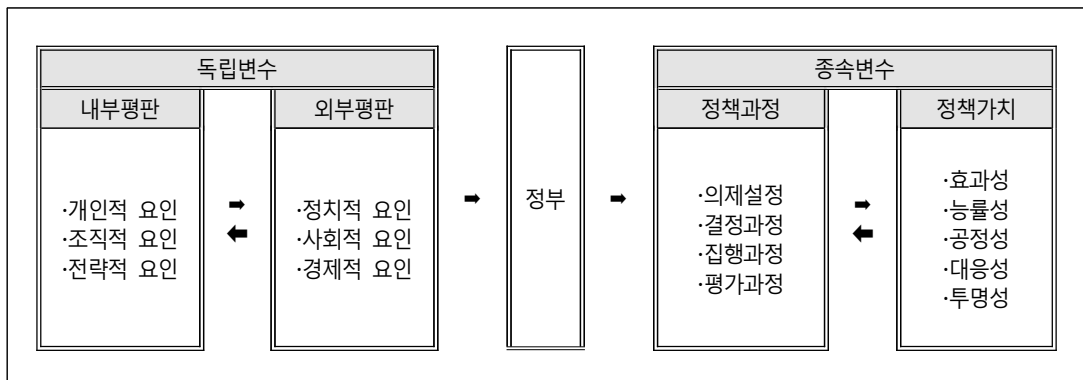 독립변수
내부평판
외부평판
·개인적 요인
·조직적 요인
·전략적 요인
·정치적 요인
·사회적 요인
·경제적 요인
정부
종속변수
정책과정
정책가치
·의제설정
·결정과정
·집행과정
·평가과정
·효과성
·능률성
·공정성
·대응성
·투명성